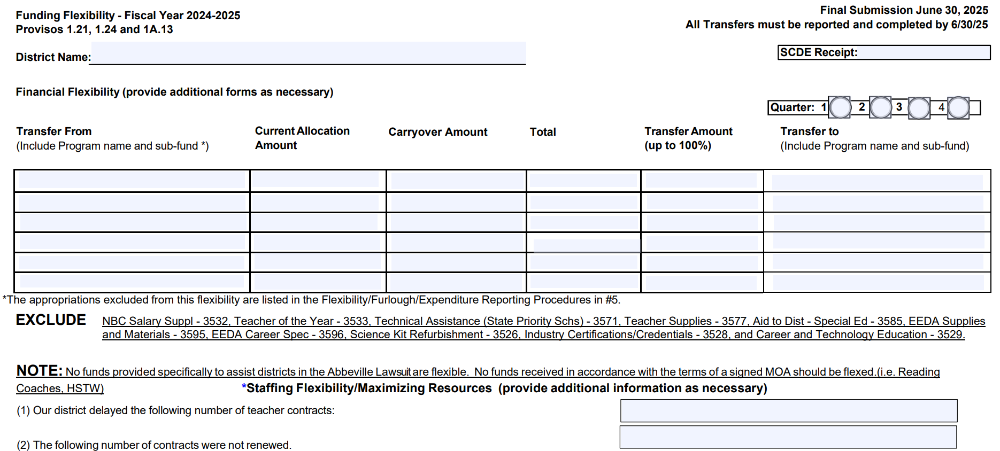 Funding Flexibility - Fiscal Year 2024-2025
Provisos 1.21, 1.24 and 1A.13
Final Submission June 30, 2025
All Transfers must be reported and completed by 6/30/25
District Name:
SCDE Receipt:
Financial Flexibility (provide additional forms as necessary)
Quarter: 1 2 3 4
Transfer From
(Include Program name and sub-fund *)
Current Allocation
Amount
Carryover Amount
Total
Transfer Amount
(up to 100%)
Transfer to
(Include Program name and sub-fund)
*The appropriations excluded from this flexibility are listed in the Flexibility/Furlough/Expenditure Reporting Procedures in #5.
EXCLUDE NBC Salary Suppl - 3532, Teacher of the Year - 3533, Technical Assistance (State Priority Schs) - 3571, Teacher Supplies - 3577, Aid to Dist - Special Ed - 3585, EEDA Supplies
and Materials - 3595, EEDA Career Spec - 3596, Science Kit Refurbishment - 3526, Industry Certifications/Credentials - 3528, and Career and Technology Education - 3529.
NOTE: No funds provided specifically to assist districts in the Abbeville Lawsuit are flexible. No funds received in accordance with the terms of a signed MOA should be flexed.(i.e. Reading
Coaches, HSTW)
*Staffing Flexibility/Maximizing Resources (provide additional information as necessary)
(1) Our district delayed the following number of teacher contracts:
(2) The following number of contracts were not renewed.